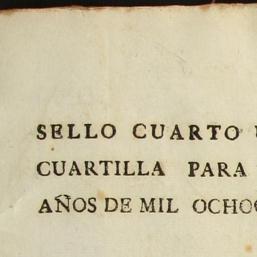 SELLO CUARTO
CUARTILLA PARA
AÑOS DE MIL OCHO